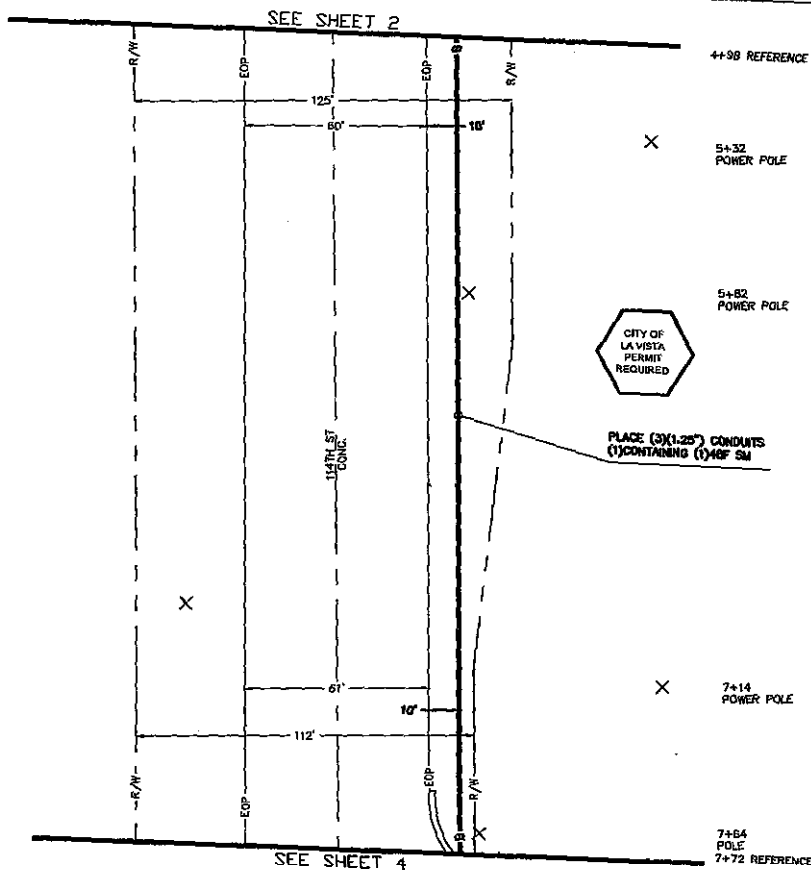 SEE SHEET 2
R/W
EOP
EOP
R/W
4+98 REFERENCE
125'
60'
10'
5+32
POWER POLE
5+82
POWER POLE
CITY OF
LA VISTA
PERMIT
REQUIRED
PLACE (3)(1.25") CONDUITS
(1)CONTAINING (1)48F SM
114TH ST
CONC.
61'
7+14
POWER POLE
10'
112'
R/W
EOP
EOP
R/W
7+64
POLE
7+72 REFERENCE
SEE SHEET 4